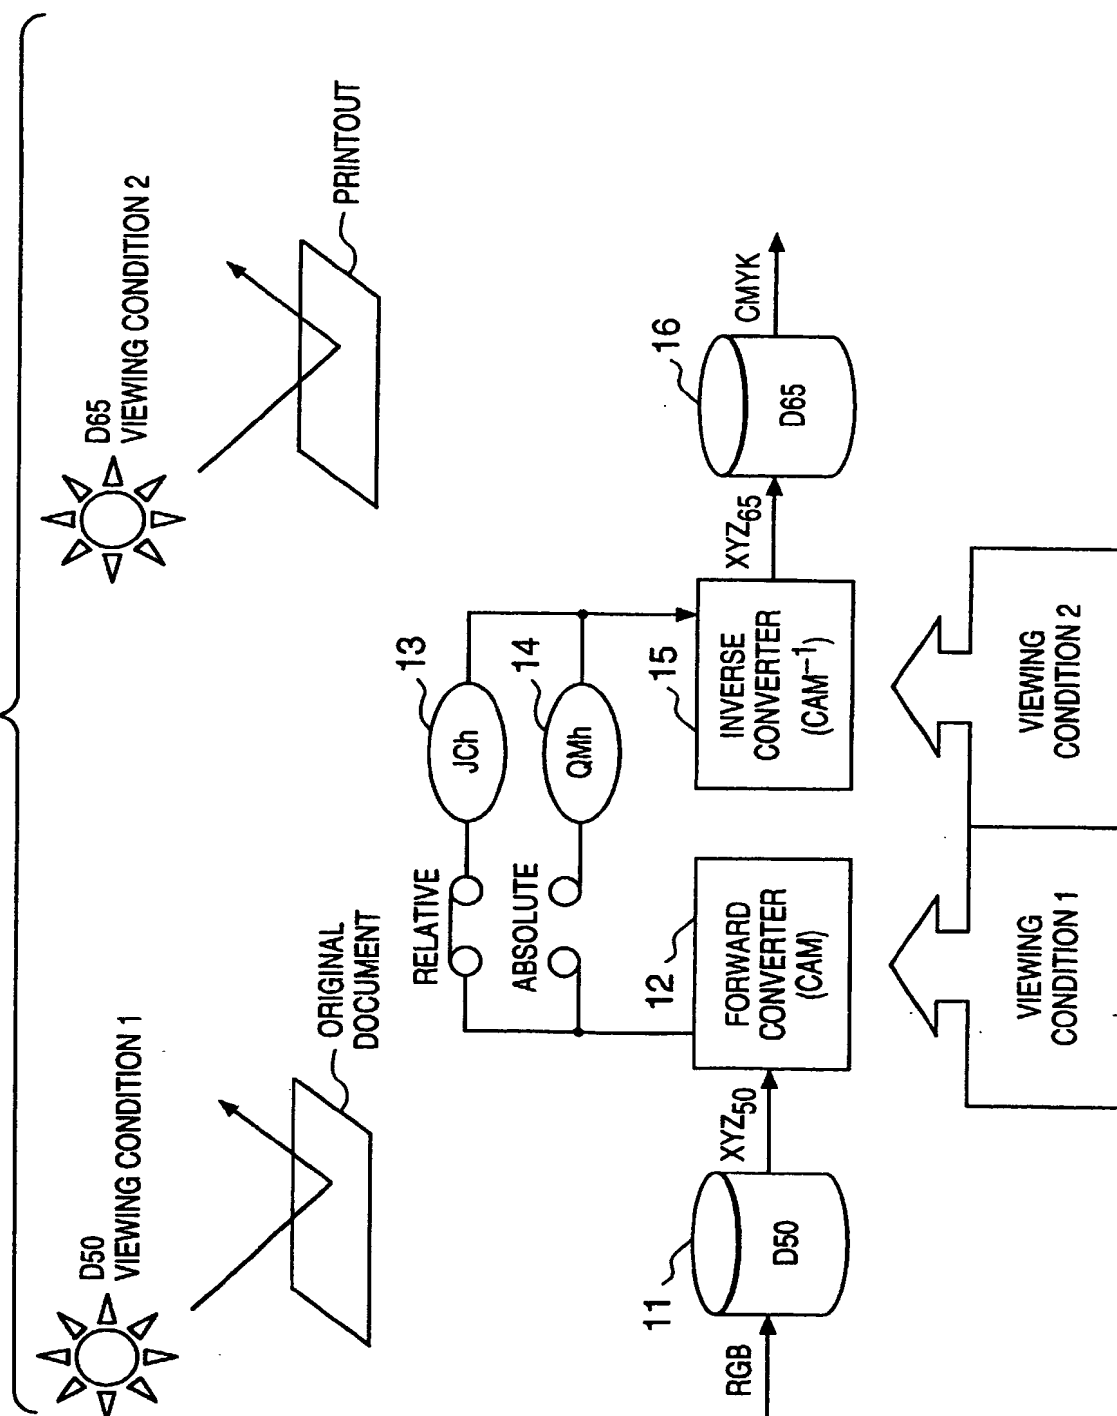 D50
VIEWING CONDITION 1
ORIGINAL
DOCUMENT
D65
VIEWING CONDITION 2
PRINTOUT
RELATIVE
JCh
13
ABSOLUTE
QMh
14
RGB
11
D50
XYZ50
12
FORWARD
CONVERTER
(CAM)
15
INVERSE
CONVERTER
(CAM⁻¹)
XYZ65
16
D65
CMYK
VIEWING
CONDITION 1
VIEWING
CONDITION 2